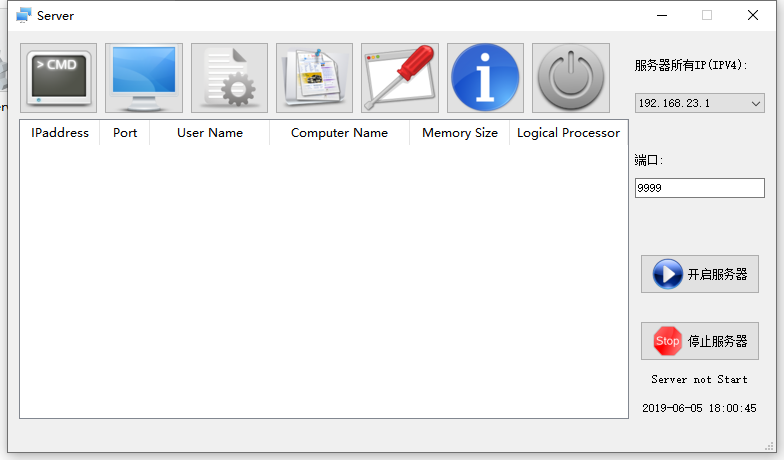 Server
> CMD
服务器所有IP(IPV4):
192.168.23.1
IPaddress Port User Name Computer Name Memory Size Logical Processor
端口:
9999
开启服务器
Stop 停止服务器
Server not Start
2019-06-05 18:00:45